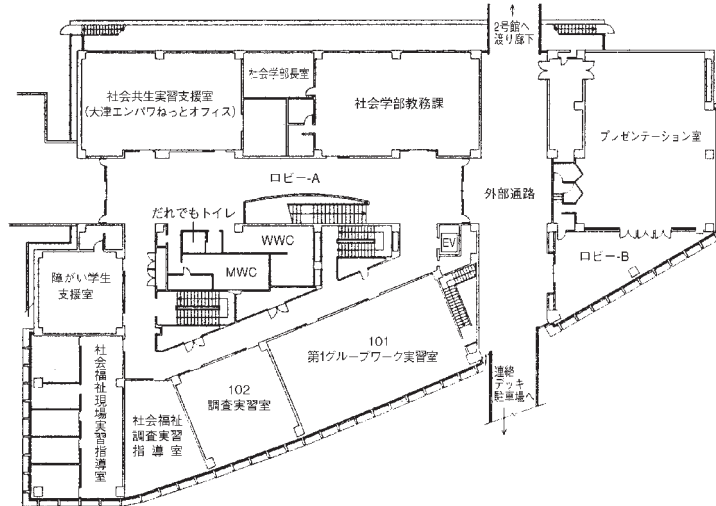 2号館へ
渡り廊下
社会学部長室
社会共生実習支援室
(大津エンパワねっとオフィス)
社会学部教務課
プレゼンテーション室
ロビー-A
外部通路
だれでもトイレ
WWC
EV
MWC
ロビー-B
障がい学生
支援室
101
第1グループワーク実習室
社会福祉現場実習指導室
102
調査実習室
社会福祉
調査実習
指導室
連絡
デッキ
駐車場へ